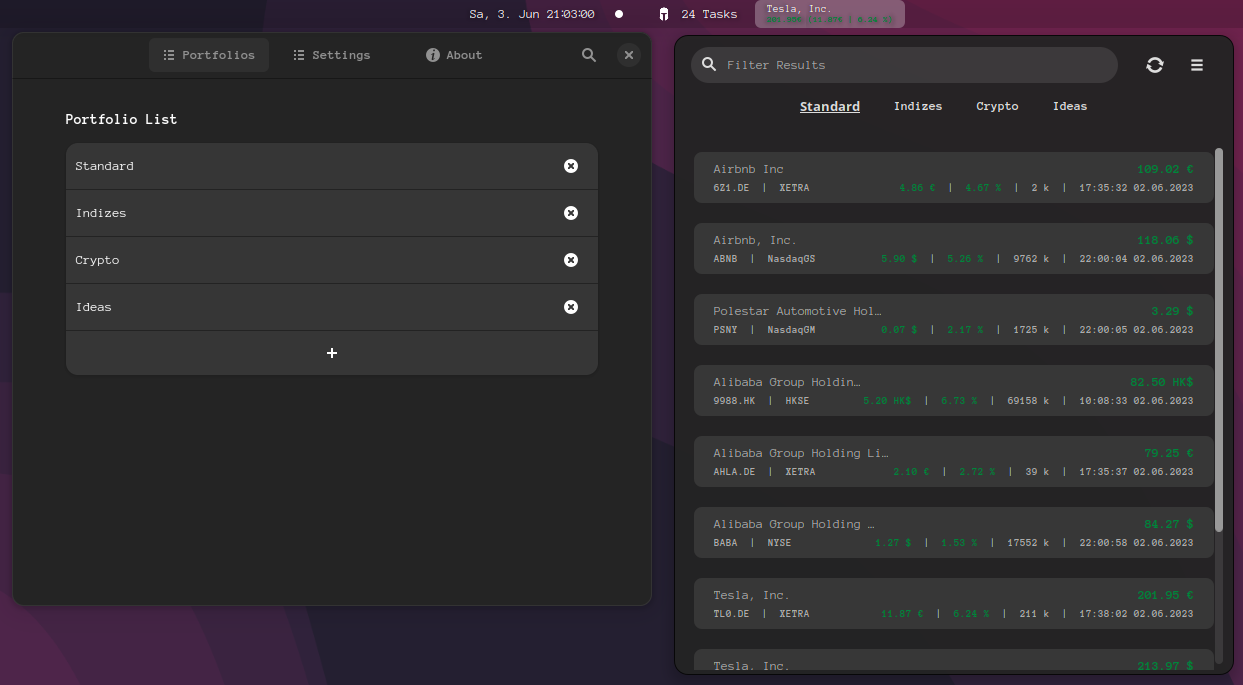 Sa, 3. Jun 21:03:00
24 Tasks
Tesla, Inc.
Portfolios
Settings
About
Portfolio List
Standard
Indizes
Crypto
Ideas
+
Filter Results
Standard Indizes Crypto Ideas
Airbnb Inc 109.02 €
6Z1.DE | XETRA 4.86 € | 4.67 % | 2 k | 17:35:32 02.06.2023
Airbnb, Inc. 118.06 $
ABNB | NasdaqGS 5.90 $ | 5.26 % | 9762 k | 22:00:04 02.06.2023
Polestar Automotive Hol… 3.29 $
PSNY | NasdaqGM 0.07 $ | 2.17 % | 1725 k | 22:00:05 02.06.2023
Alibaba Group Holdin… 82.50 HK$
9988.HK | HKSE 5.20 HK$ | 6.73 % | 69158 k | 10:08:33 02.06.2023
Alibaba Group Holding Li… 79.25 €
AHLA.DE | XETRA 2.10 € | 2.72 % | 39 k | 17:35:37 02.06.2023
Alibaba Group Holding … 84.27 $
BABA | NYSE 1.27 $ | 1.53 % | 17552 k | 22:00:58 02.06.2023
Tesla, Inc. 201.95 €
TL0.DE | XETRA 11.87 € | 6.24 % | 211 k | 17:38:02 02.06.2023
Tesla, Inc. 213.97 $